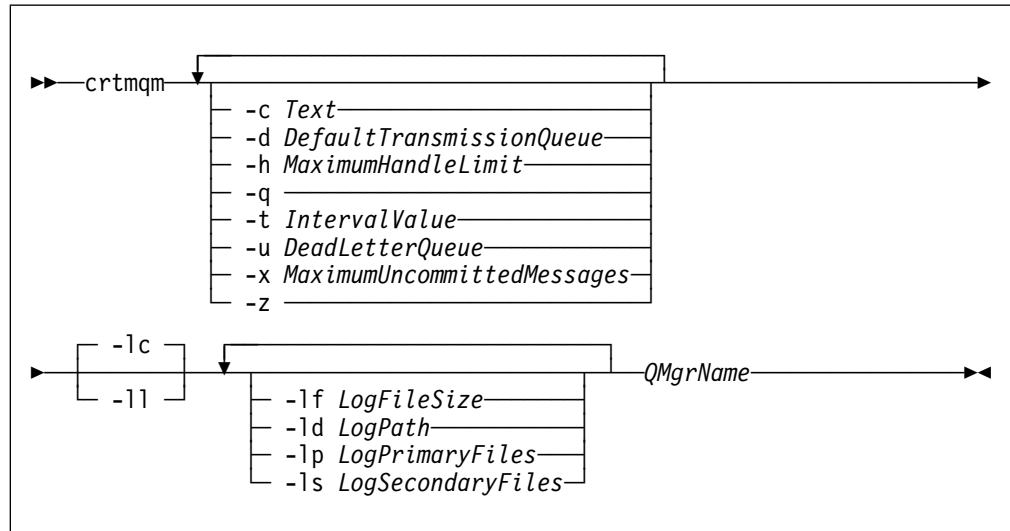 crtmqm
-c Text
-d DefaultTransmissionQueue
-h MaximumHandleLimit
-q
-t IntervalValue
-u DeadLetterQueue
-x MaximumUncommittedMessages
-z
-lc
-ll
QMgrName
-lf LogFileSize
-ld LogPath
-lp LogPrimaryFiles
-ls LogSecondaryFiles